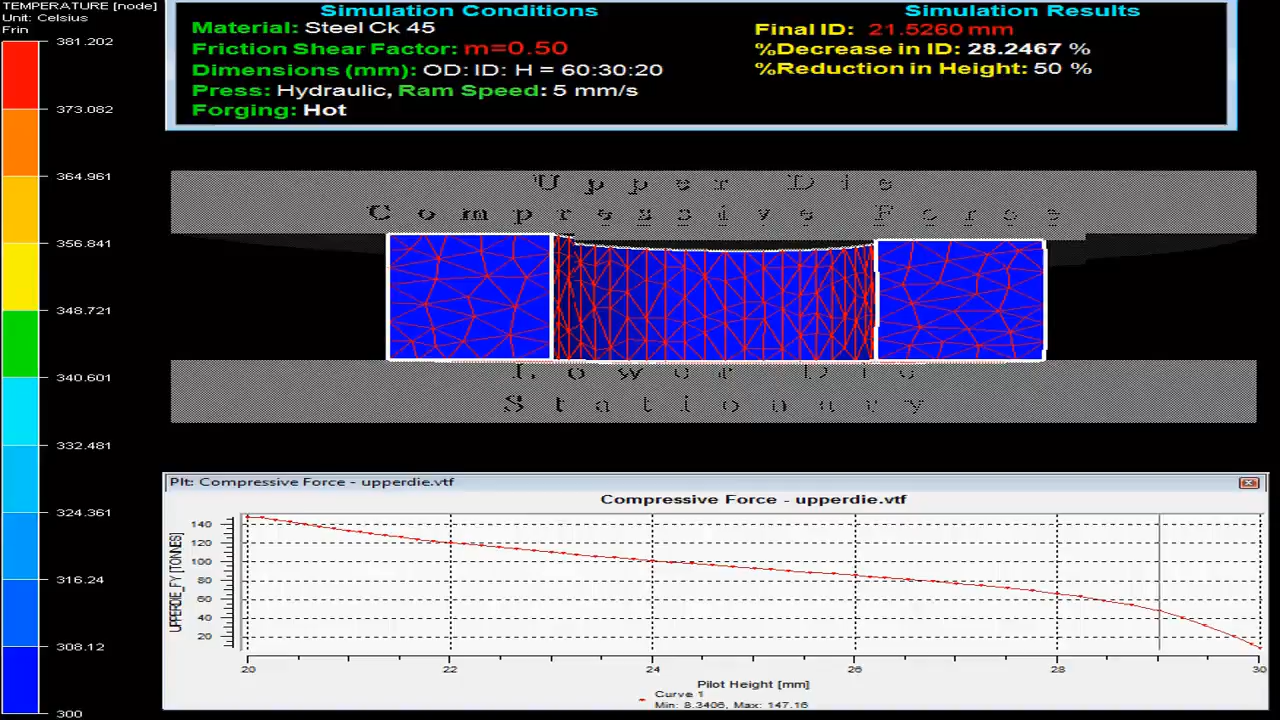 TEMPERATURE [node]
Unit: Celsius
Frin
381.202
373.082
364.961
356.841
348.721
340.601
332.481
324.361
316.24
308.12
300
Simulation Conditions
Material: Steel Ck 45
Friction Shear Factor: m=0.50
Dimensions (mm): OD: ID: H = 60:30:20
Press: Hydraulic, Ram Speed: 5 mm/s
Forging: Hot
Simulation Results
Final ID: 21.5260 mm
%Decrease in ID: 28.2467 %
%Reduction in Height: 50 %
Upper Die
Compressive Force
Lower Die
Stationary
Plt: Compressive Force - upperdie.vtf
Compressive Force - upperdie.vtf
UPPERDIE_FY [TONNES]
140
120
100
80
60
40
20
20 22 24 26 28 30
Pilot Height [mm]
Curve 1
Min: 8.3406, Max: 147.16